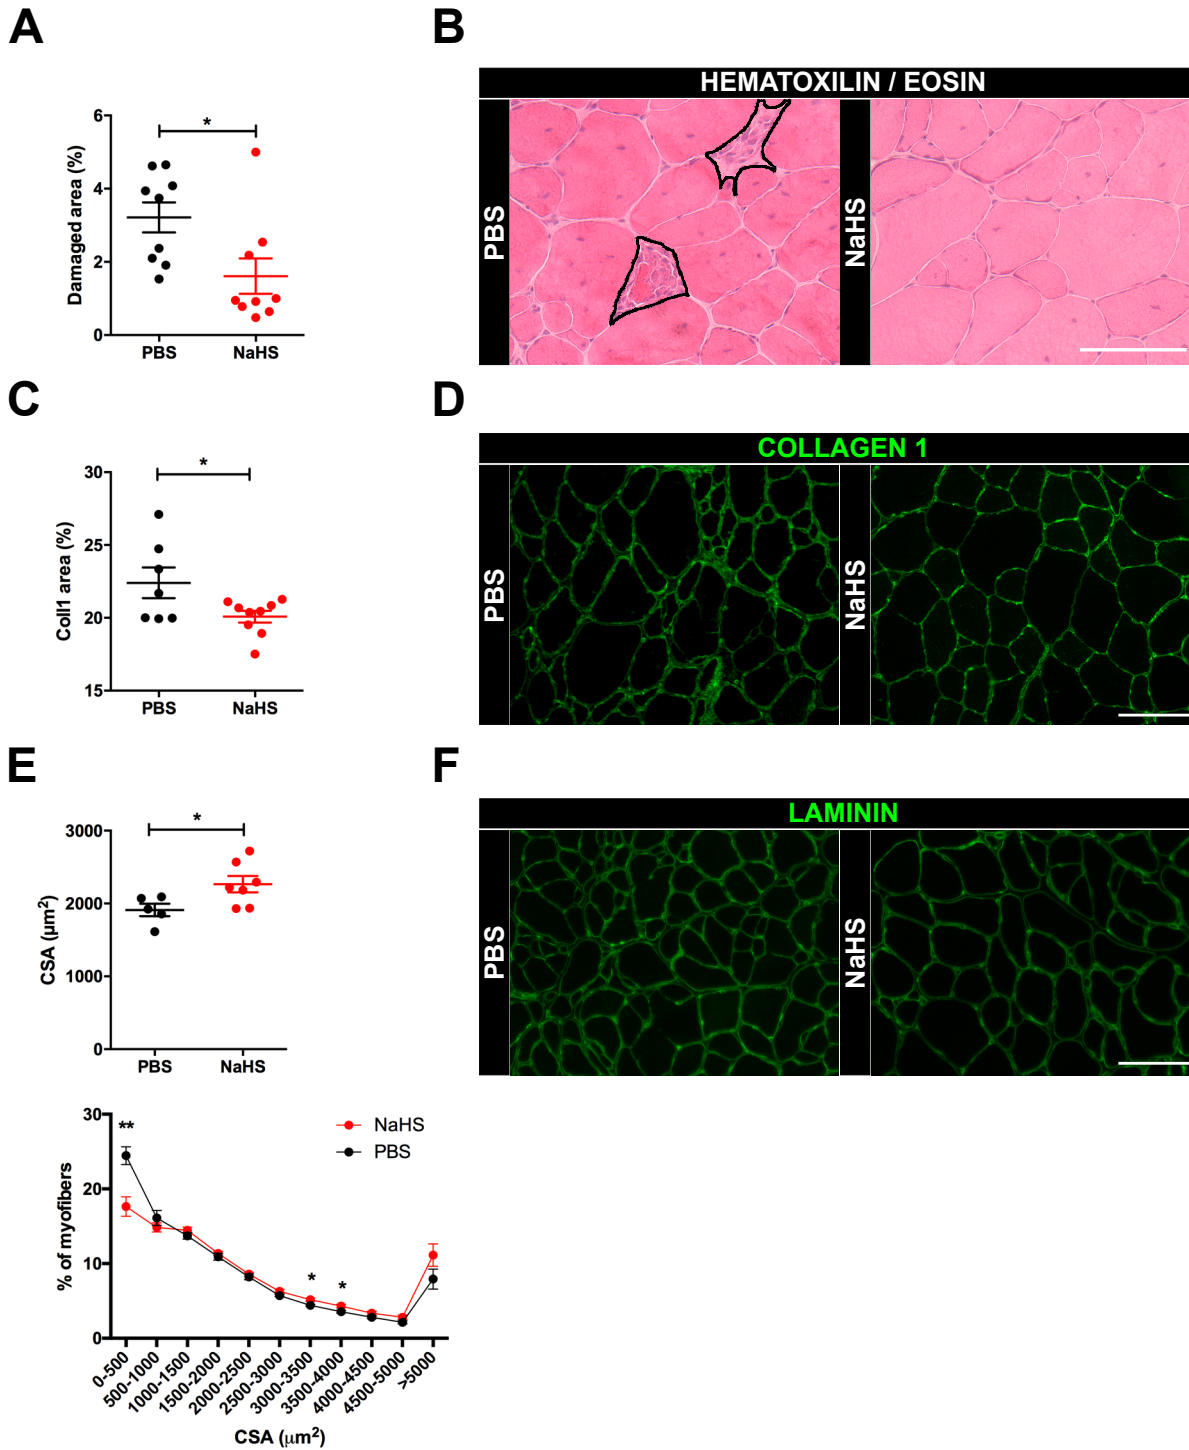 A
B
HEMATOXILIN / EOSIN
PBS
NaHS
6
4
2
0
Damaged area (%)
*
PBS
NaHS
C
D
COLLAGEN 1
PBS
NaHS
30
25
20
15
Coll1 area (%)
*
PBS
NaHS
E
F
LAMININ
PBS
NaHS
3000
2000
1000
0
CSA (µm²)
*
PBS
NaHS
30
20
10
0
% of myofibers
**
*
*
NaHS
PBS
0-500
500-1000
1000-1500
1500-2000
2000-2500
2500-3000
3000-3500
3500-4000
4000-4500
4500-5000
>5000
CSA (µm²)